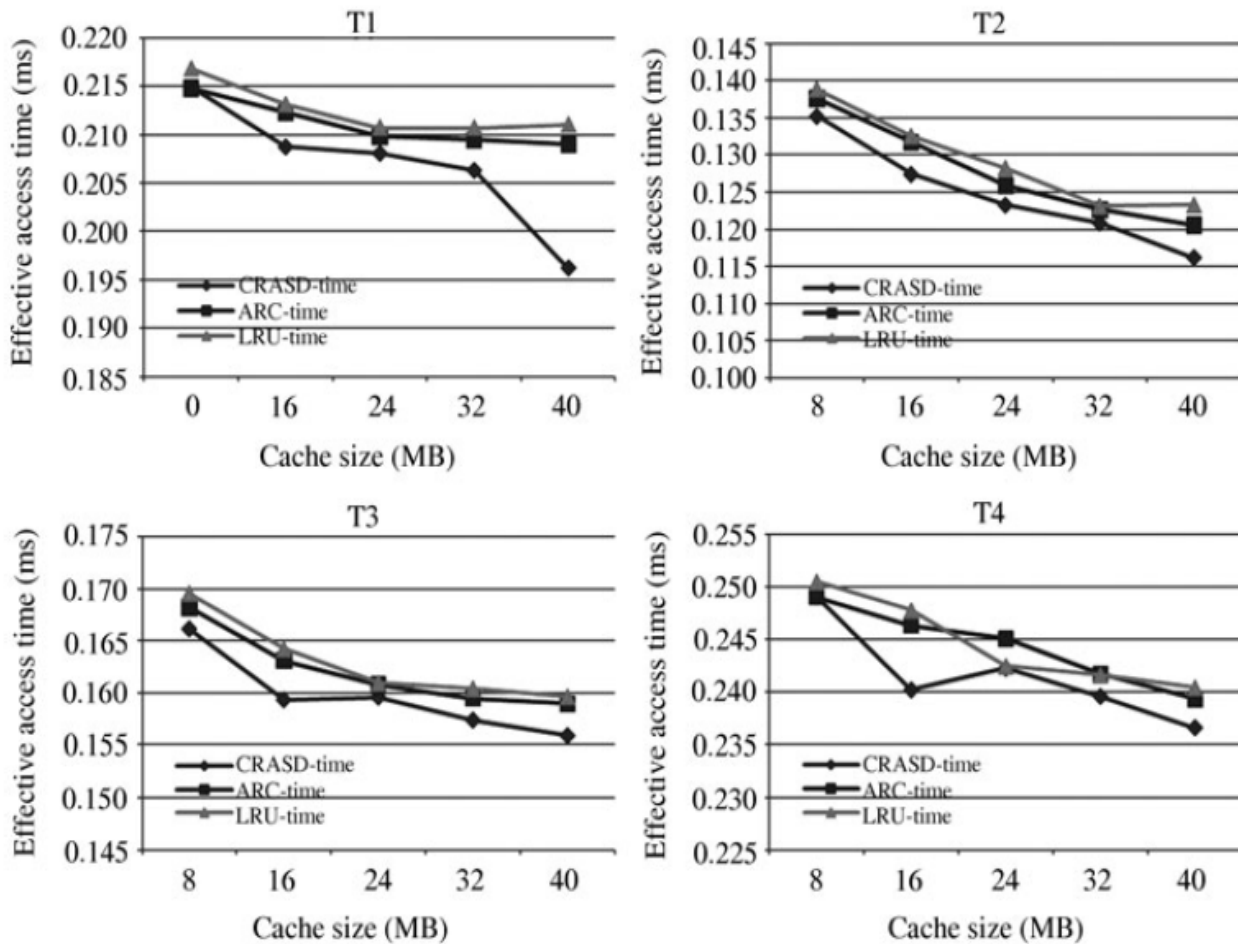 T1
Effective access time (ms)
0.220
0.215
0.210
0.205
0.200
0.195
0.190
0.185
CRASD-time
ARC-time
LRU-time
0 16 24 32 40
Cache size (MB)
T2
Effective access time (ms)
0.145
0.140
0.135
0.130
0.125
0.120
0.115
0.110
0.105
0.100
CRASD-time
ARC-time
LRU-time
8 16 24 32 40
Cache size (MB)
T3
Effective access time (ms)
0.175
0.170
0.165
0.160
0.155
0.150
0.145
CRASD-time
ARC-time
LRU-time
8 16 24 32 40
Cache size (MB)
T4
Effective access time (ms)
0.255
0.250
0.245
0.240
0.235
0.230
0.225
CRASD-time
ARC-time
LRU-time
8 16 24 32 40
Cache size (MB)